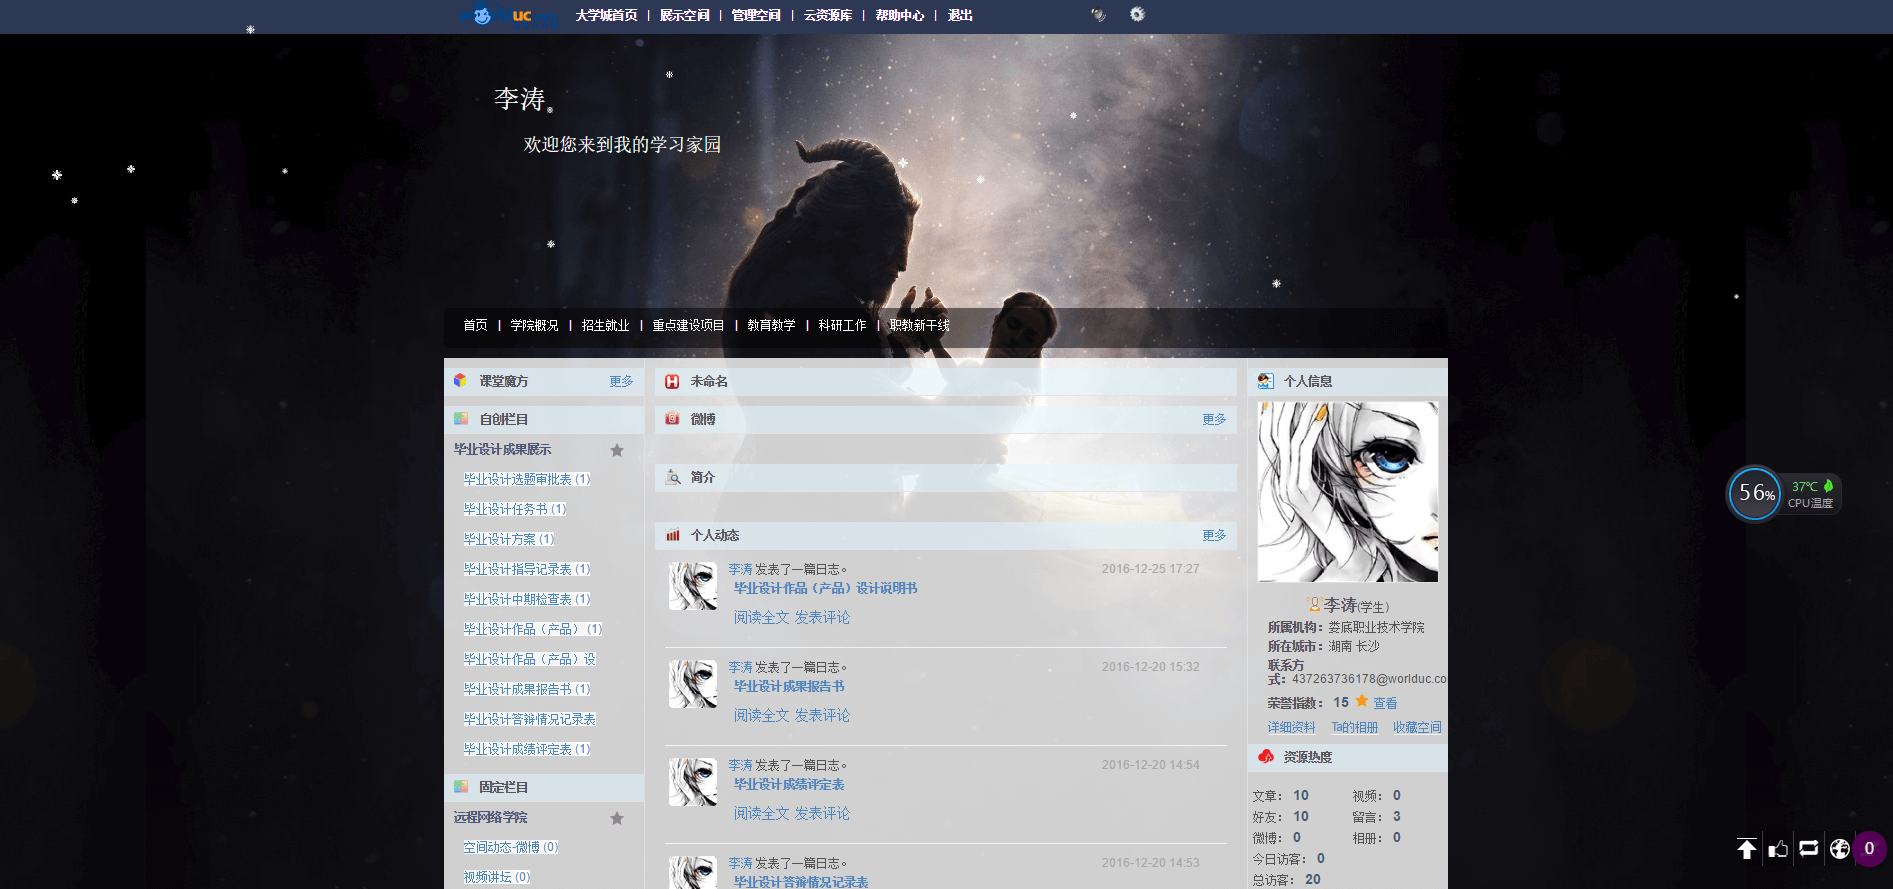 uc
大学城首页 | 展示空间 | 管理空间 | 云资源库 | 帮助中心 | 退出
李涛
欢迎您来到我的学习家园
首页 | 学院概况 | 招生就业 | 重点建设项目 | 教育教学 | 科研工作 | 职教新干线
课堂魔方 更多
自创栏目
毕业设计成果展示
毕业设计选题审批表 (1)
毕业设计任务书 (1)
毕业设计方案 (1)
毕业设计指导记录表 (1)
毕业设计中期检查表 (1)
毕业设计作品（产品） (1)
毕业设计作品（产品）设
毕业设计成果报告书 (1)
毕业设计答辩情况记录表
毕业设计成绩评定表 (1)
固定栏目
远程网络学院
空间动态-微博 (0)
视频讲坛 (0)
未命名
微博 更多
简介
个人动态 更多
李涛 发表了一篇日志。 2016-12-25 17:27
毕业设计作品（产品）设计说明书
阅读全文 发表评论
李涛 发表了一篇日志。 2016-12-20 15:32
毕业设计成果报告书
阅读全文 发表评论
李涛 发表了一篇日志。 2016-12-20 14:54
毕业设计成绩评定表
阅读全文 发表评论
李涛 发表了一篇日志。 2016-12-20 14:53
毕业设计答辩情况记录表
个人信息
李涛(学生)
所属机构：娄底职业技术学院
所在城市：湖南 长沙
联系方
式：437263736178@worlduc.co
荣誉指数： 15 查看
详细资料 Ta的相册 收藏空间
资源热度
文章： 10 视频： 0
好友： 10 留言： 3
微博： 0 相册： 0
今日访客： 0
总访客： 20
56%
37℃
CPU温度
0